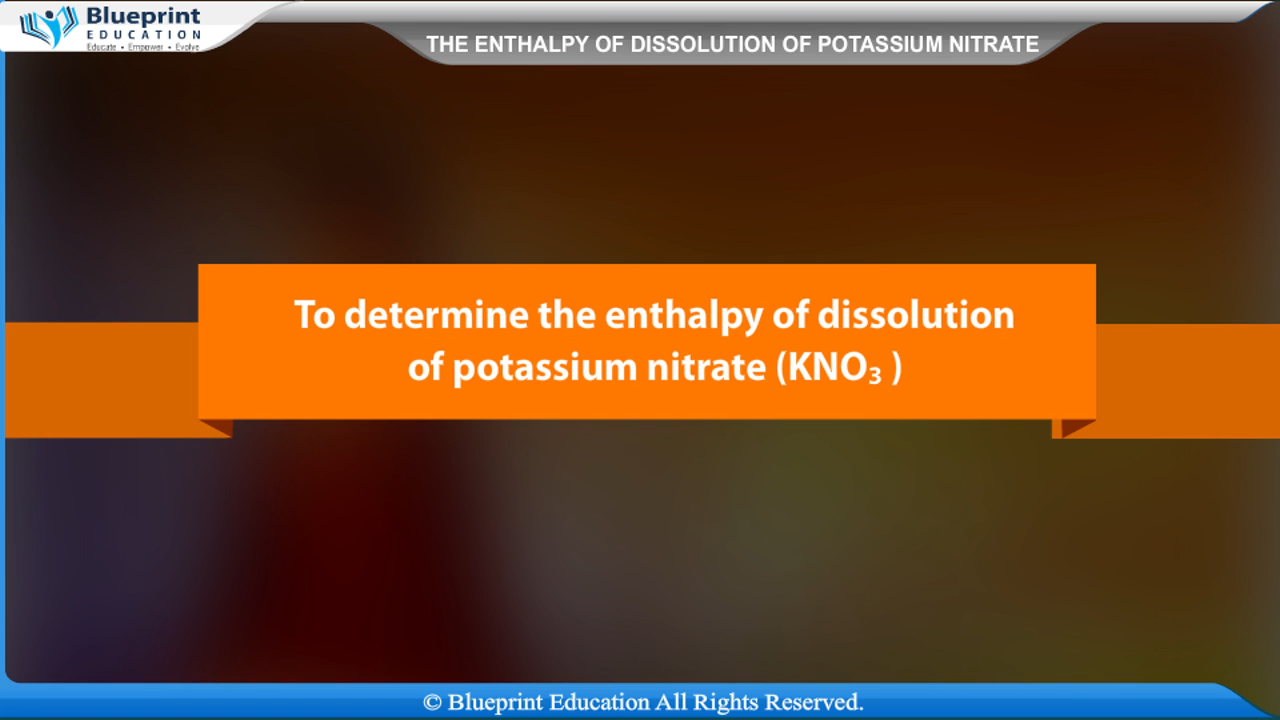 Blueprint
EDUCATION
Educate • Empower • Evolve
THE ENTHALPY OF DISSOLUTION OF POTASSIUM NITRATE
To determine the enthalpy of dissolution
of potassium nitrate (KNO₃ )
© Blueprint Education All Rights Reserved.